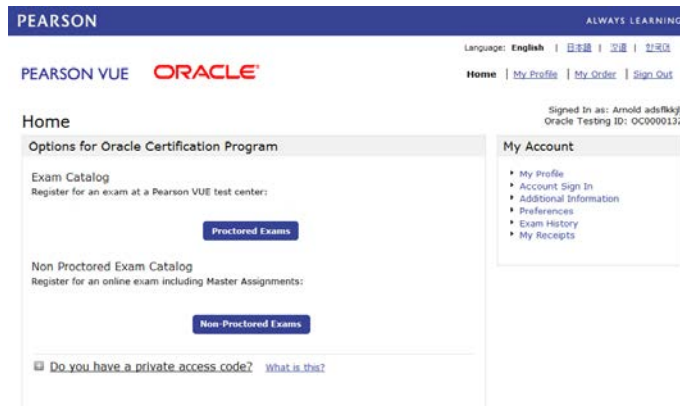 PEARSON
ALWAYS LEARNING
Language: English | 日本語 | 汉语 | 한국어
PEARSON VUE ORACLE
Home | My Profile | My Order | Sign Out
Signed In as: Arnold
Oracle Testing ID: OC0000132
Home
Options for Oracle Certification Program
My Account
Exam Catalog
Register for an exam at a Pearson VUE test center:
Proctored Exams
Non Proctored Exam Catalog
Register for an online exam including Master Assignments:
Non-Proctored Exams
Do you have a private access code? What is this?
My Profile
Account Sign In
Additional Information
Preferences
Exam History
My Receipts